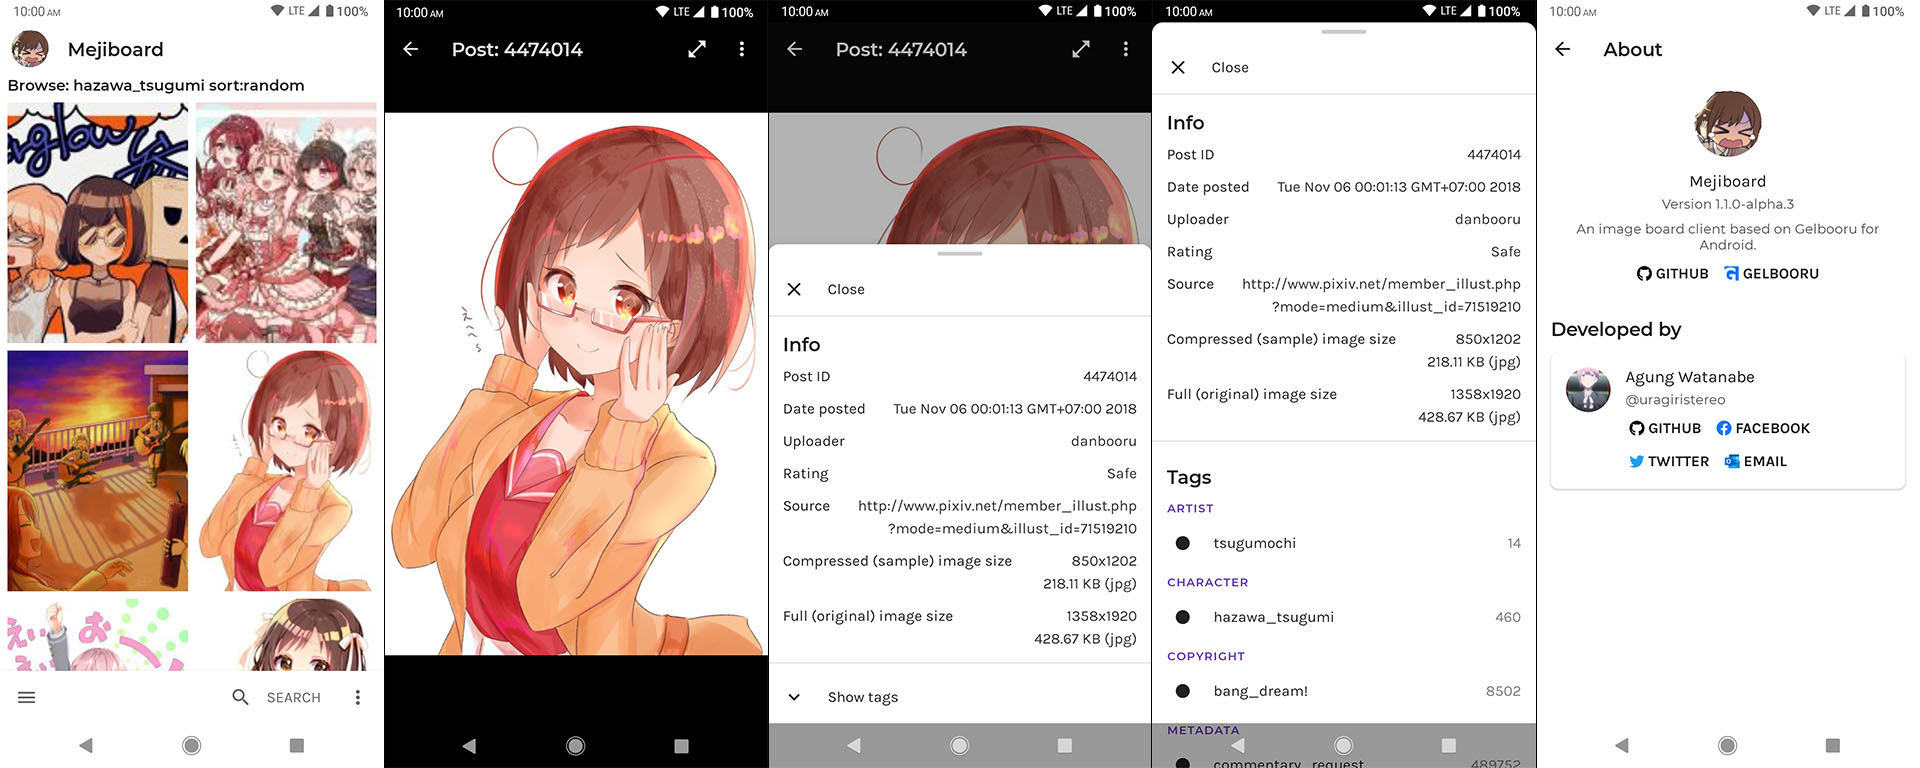 10:00 AM LTE 100%
Mejiboard
Browse: hazawa_tsugumi sort:random
えい
お
SEARCH
10:00 AM LTE 100%
Post: 4474014
えへへ
10:00 AM LTE 100%
Post: 4474014
Close
Info
Post ID 4474014
Date posted Tue Nov 06 00:01:13 GMT+07:00 2018
Uploader danbooru
Rating Safe
Source http://www.pixiv.net/member_illust.php
?mode=medium&illust_id=71519210
Compressed (sample) image size 850x1202
218.11 KB (jpg)
Full (original) image size 1358x1920
428.67 KB (jpg)
Show tags
10:00 AM LTE 100%
Close
Info
Post ID 4474014
Date posted Tue Nov 06 00:01:13 GMT+07:00 2018
Uploader danbooru
Rating Safe
Source http://www.pixiv.net/member_illust.php
?mode=medium&illust_id=71519210
Compressed (sample) image size 850x1202
218.11 KB (jpg)
Full (original) image size 1358x1920
428.67 KB (jpg)
Tags
ARTIST
tsugumochi 14
CHARACTER
hazawa_tsugumi 460
COPYRIGHT
bang_dream! 8502
METADATA
commentary_request 489752
10:00 AM LTE 100%
About
Mejiboard
Version 1.1.0-alpha.3
An image board client based on Gelbooru for
Android.
GITHUB GELBOORU
Developed by
Agung Watanabe
@uragiristereo
GITHUB FACEBOOK
TWITTER EMAIL